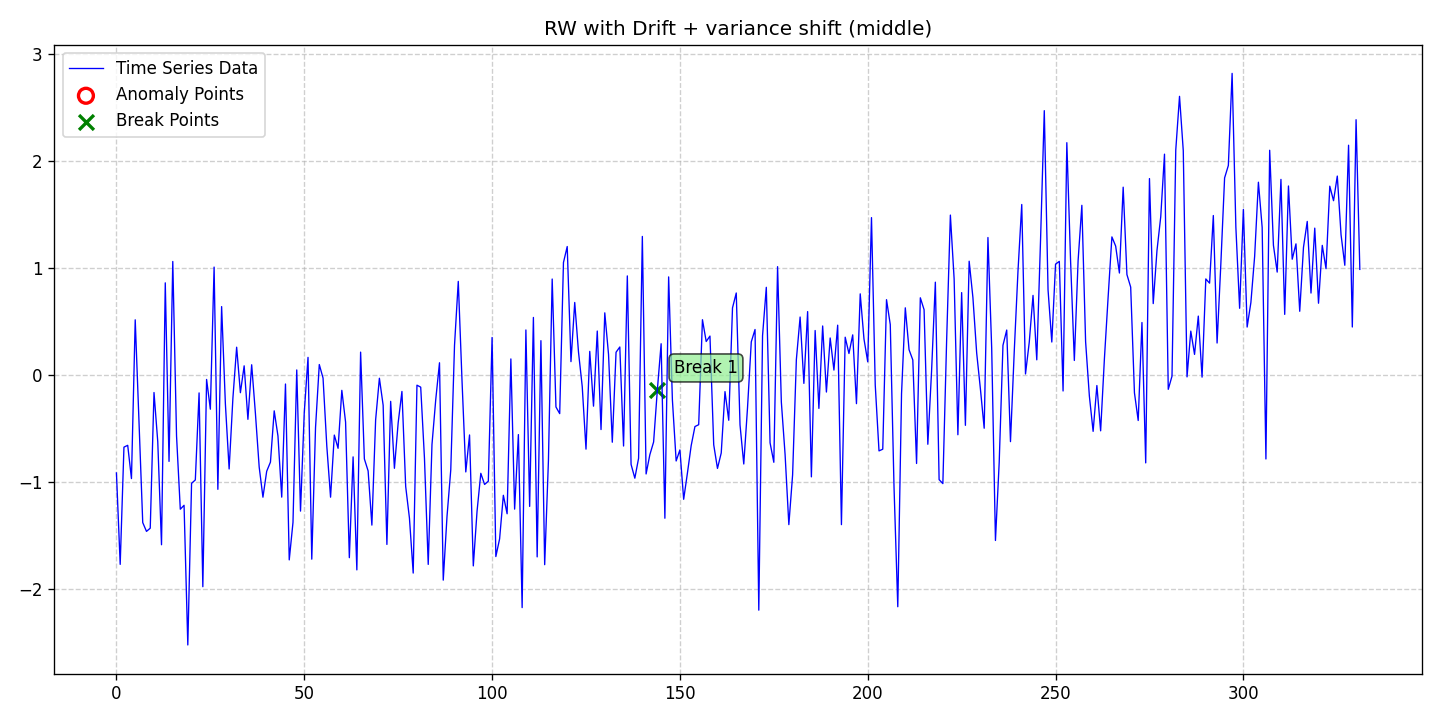 RW with Drift + variance shift (middle)
3
2
1
0
−1
−2
Time Series Data
Anomaly Points
Break Points
Break 1
0
50
100
150
200
250
300